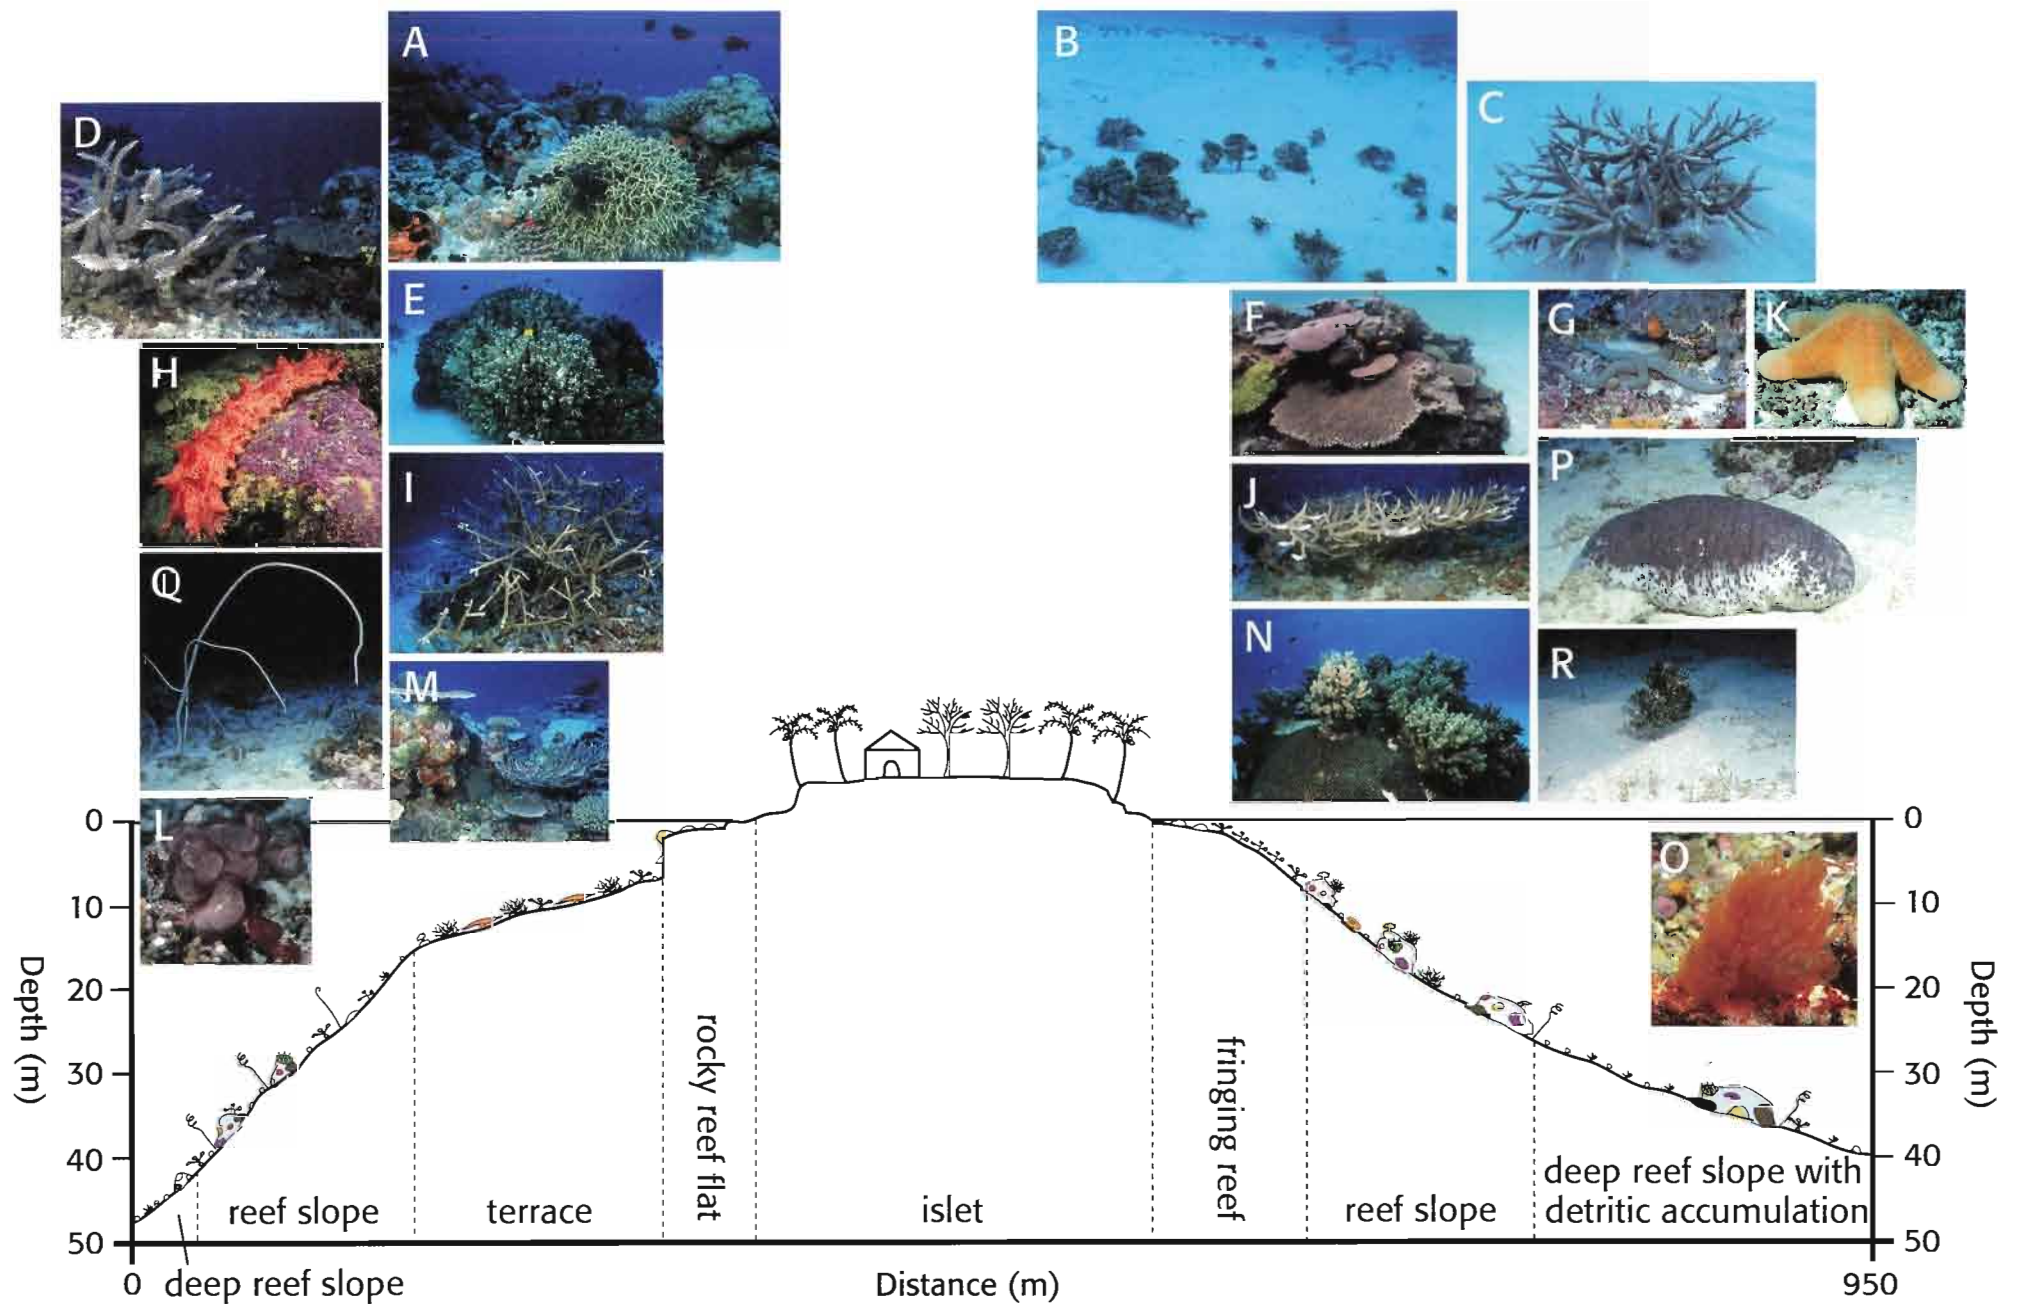 A
B
C
D
E
F
G
K
H
I
J
P
Q
M
N
R
L
O
0
10
20
30
40
50
Depth (m)
0
10
20
30
40
50
Depth (m)
deep reef slope
reef slope
terrace
rocky reef flat
islet
fringing reef
reef slope
deep reef slope with
detritic accumulation
0
Distance (m)
950